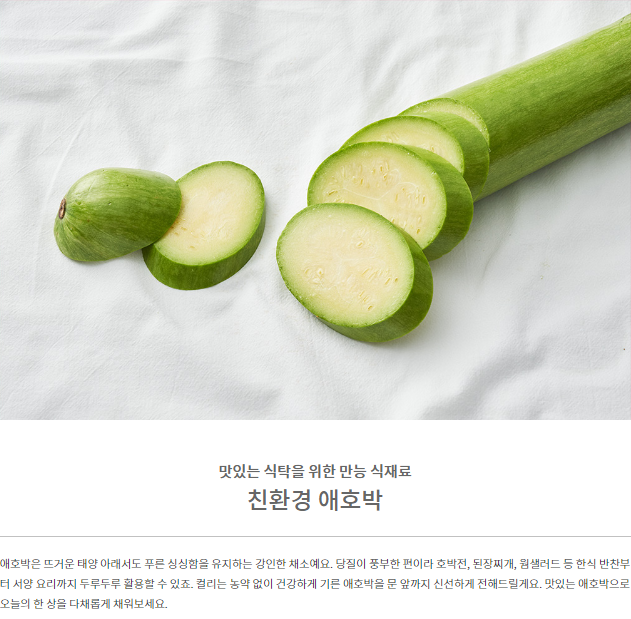 맛있는 식탁을 위한 만능 식재료
친환경 애호박
애호박은 뜨거운 태양 아래서도 푸른 싱싱함을 유지하는 강인한 채소예요. 당질이 풍부한 편이라 호박전, 된장찌개, 웜샐러드 등 한식 반찬부
터 서양 요리까지 두루두루 활용할 수 있죠. 컬리는 농약 없이 건강하게 기른 애호박을 문 앞까지 신선하게 전해드릴게요. 맛있는 애호박으로
오늘의 한 상을 다채롭게 채워보세요.